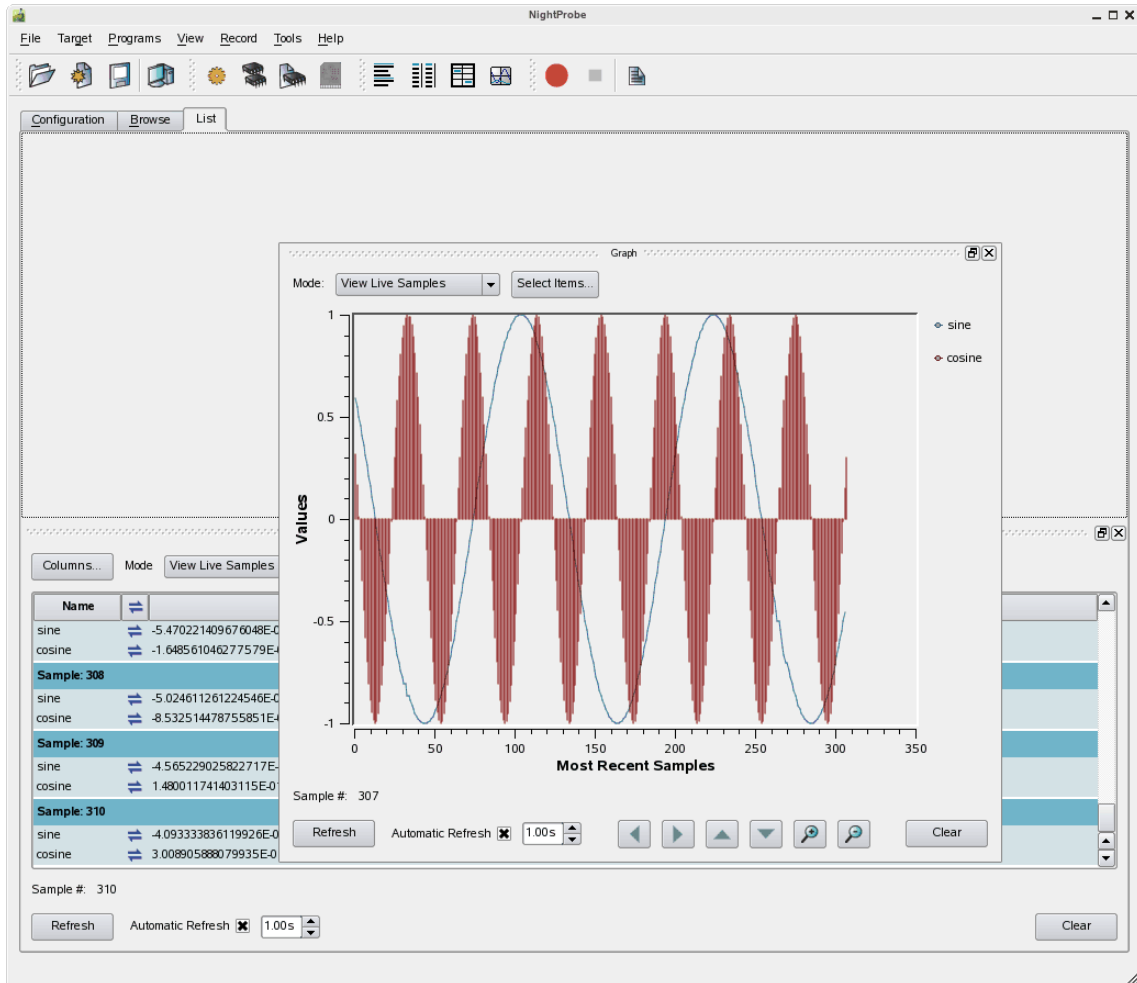 NightProbe
File Target Programs View Record Tools Help
Configuration Browse List
Graph
Mode: View Live Samples Select Items...
1
0.5
0
-0.5
-1
Values
0 50 100 150 200 250 300 350
Most Recent Samples
sine
cosine
Sample #: 307
Refresh Automatic Refresh 1.00s Clear
Columns... Mode View Live Samples
Name
sine -5.470221409676048E-0
cosine -1.648561046277579E-
Sample: 308
sine -5.024611261224546E-0
cosine -8.532514478755851E-
Sample: 309
sine -4.565229025822717E-
cosine 1.480011741403115E-01
Sample: 310
sine -4.093333836119926E-0
cosine 3.008905888079935E-0
Sample #: 310
Refresh Automatic Refresh 1.00s Clear